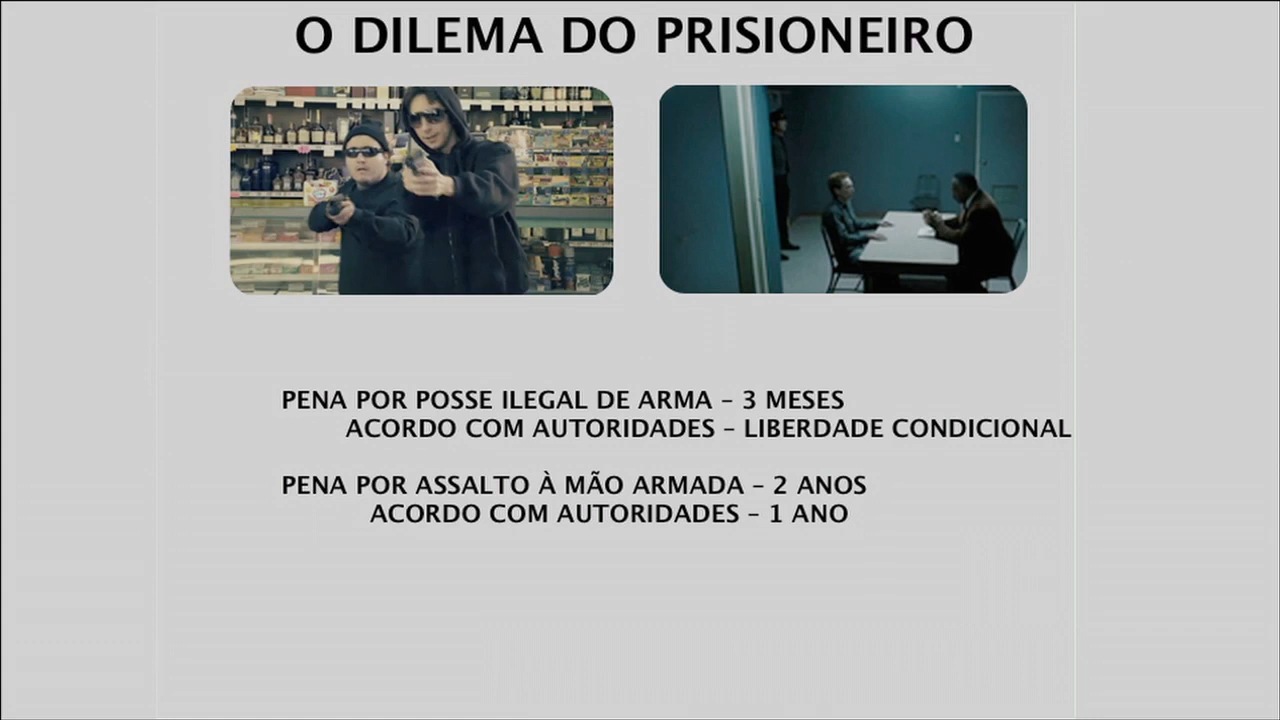 O DILEMA DO PRISIONEIRO
PENA POR POSSE ILEGAL DE ARMA – 3 MESES
ACORDO COM AUTORIDADES – LIBERDADE CONDICIONAL
PENA POR ASSALTO À MÃO ARMADA – 2 ANOS
ACORDO COM AUTORIDADES – 1 ANO